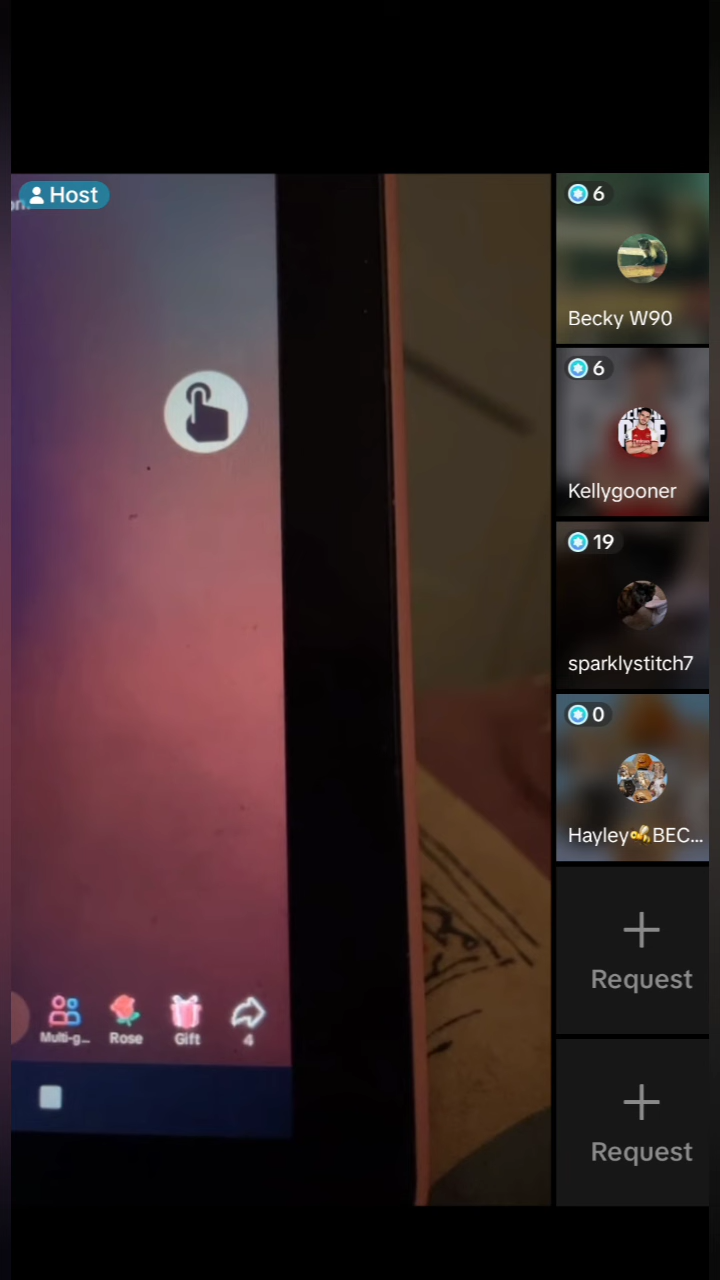 Host
6
Becky W90
6
Kellygooner
19
sparklystitch7
0
Hayley🐝BEC...
Multi-g...
Rose
Gift
4
+
Request
+
Request